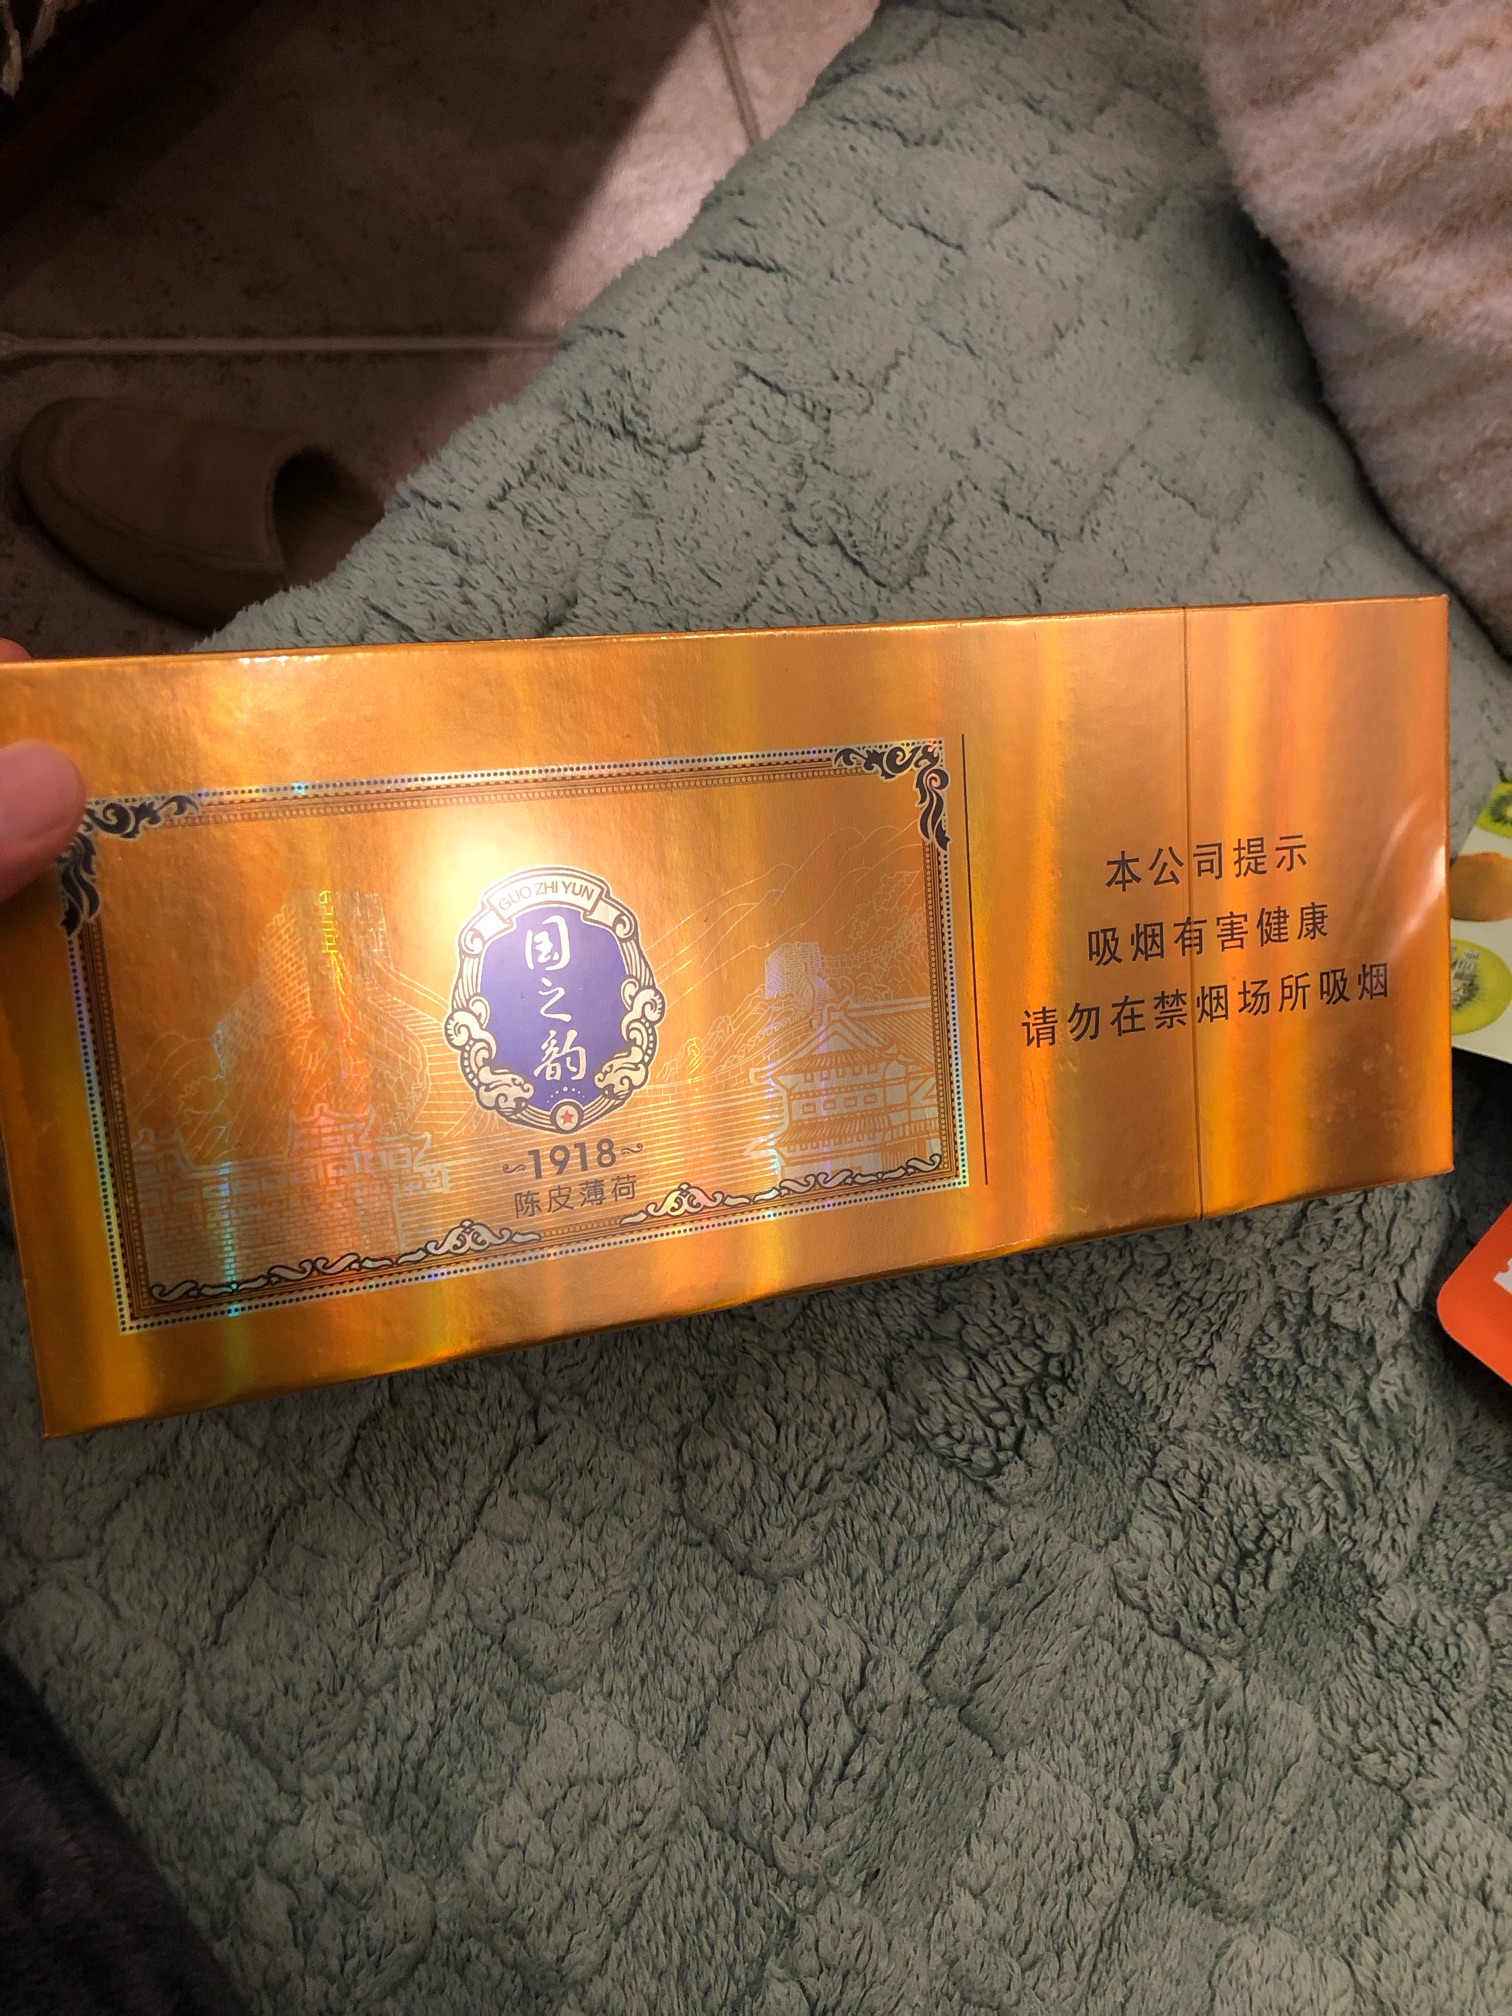 GUO ZHI YUN
国之韵
1918
陈皮薄荷
本公司提示
吸烟有害健康
请勿在禁烟场所吸烟